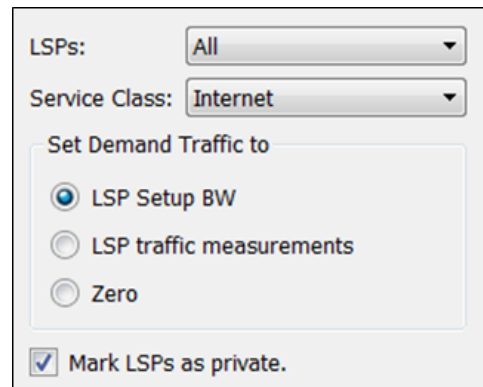 LSPs: All
Service Class: Internet
Set Demand Traffic to
LSP Setup BW
LSP traffic measurements
Zero
Mark LSPs as private.